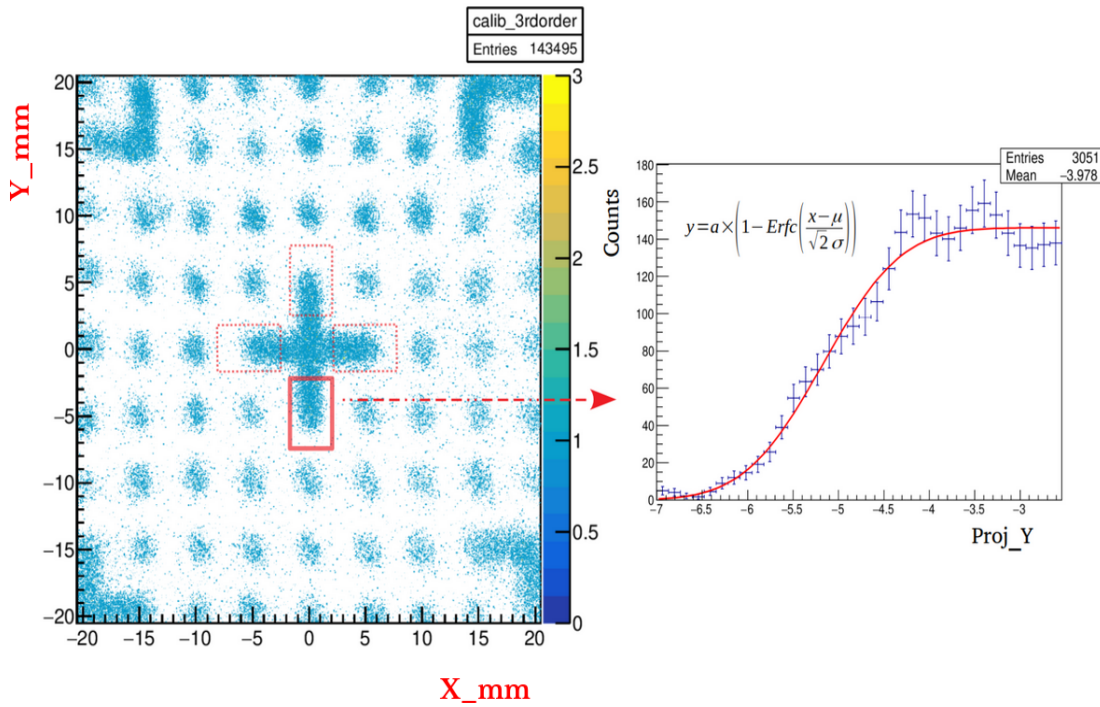 calib_3rdorder
Entries 143495
Y_mm
20
15
10
5
0
−5
−10
−15
−20
−20 −15 −10 −5 0 5 10 15 20
X_mm
3
2.5
2
1.5
1
0.5
0
Entries 3051
Mean −3.978
Counts
180
160
140
120
100
80
60
40
20
0
y=a×(1−Erfc(x−μ/√2 σ))
−7 −6.5 −6 −5.5 −5 −4.5 −4 −3.5 −3
Proj_Y